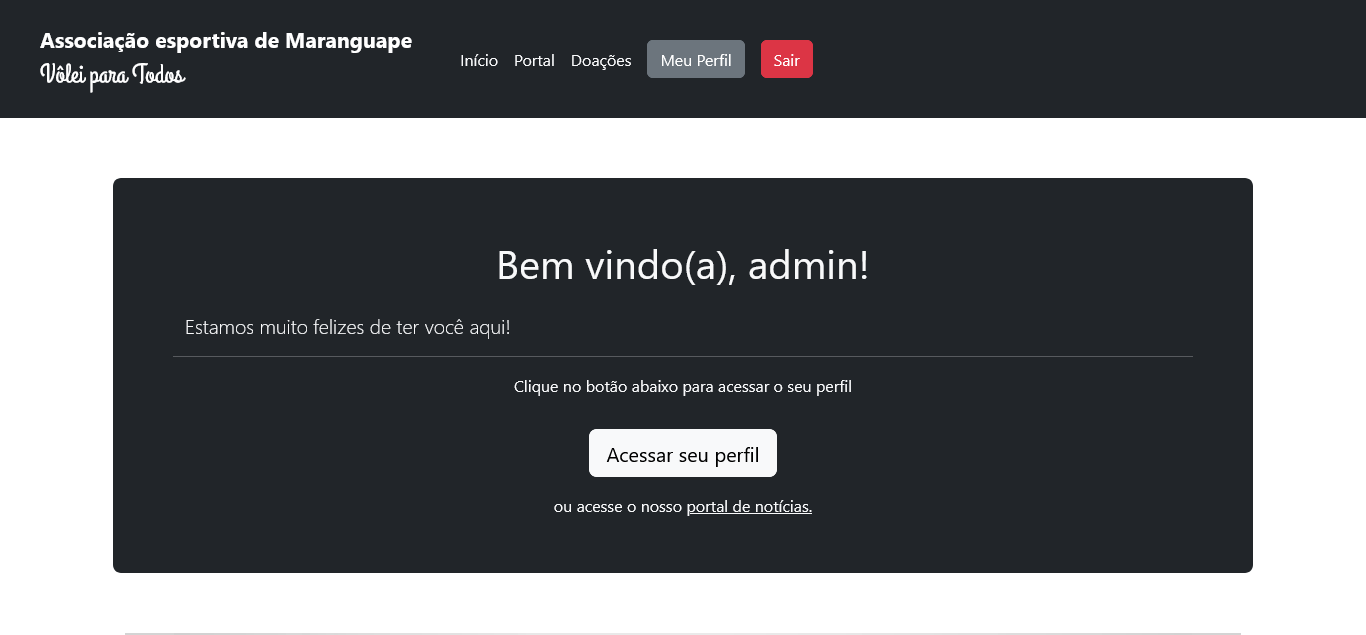 Associação esportiva de Maranguape
Vôlei para Todos
Início Portal Doações Meu Perfil Sair
Bem vindo(a), admin!
Estamos muito felizes de ter você aqui!
Clique no botão abaixo para acessar o seu perfil
Acessar seu perfil
ou acesse o nosso portal de notícias.